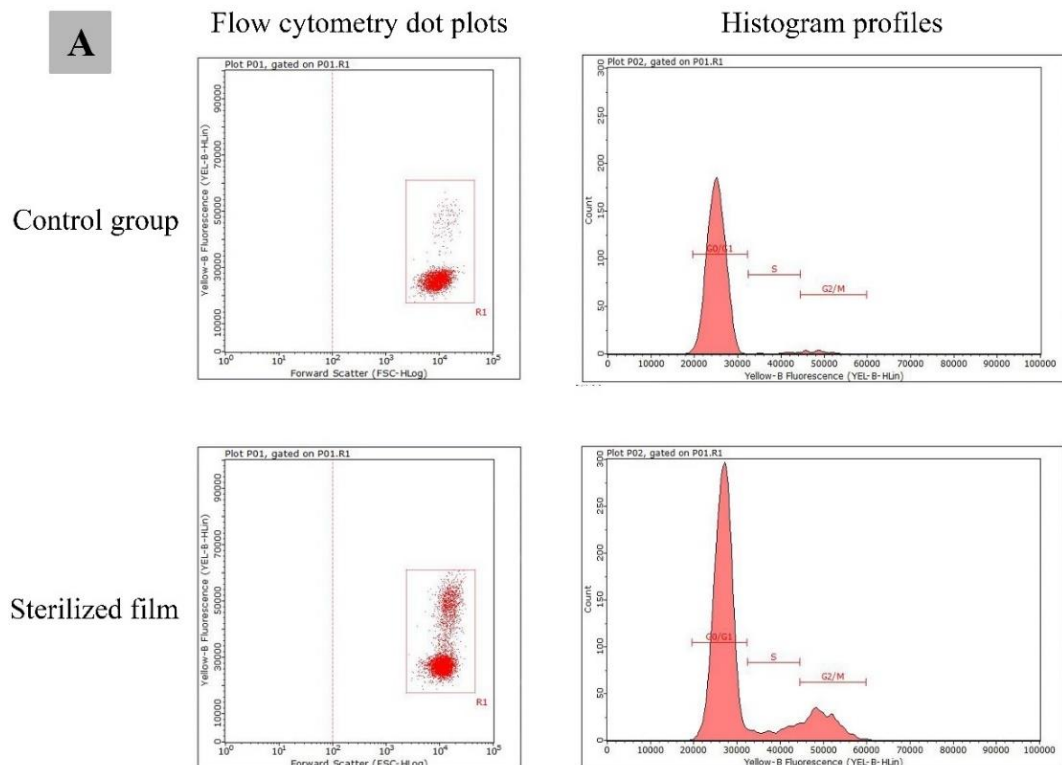 A
Flow cytometry dot plots
Histogram profiles
Control group
Plot P01, gated on P01.R1
Yellow-B Fluorescence (YEL-B-HLin)
90000
70000
50000
30000
10000
R1
10^0
10^1
10^2
10^3
10^4
10^5
Forward Scatter (FSC-HLog)
Plot P02, gated on P01.R1
Count
300
250
200
150
100
50
0
G0/G1
S
G2/M
0
10000
20000
30000
40000
50000
60000
70000
80000
90000
100000
Yellow-B Fluorescence (YEL-B-HLin)
Sterilized film
Plot P01, gated on P01.R1
Yellow-B Fluorescence (YEL-B-HLin)
90000
70000
50000
30000
10000
R1
10^0
10^1
10^2
10^3
10^4
10^5
Forward Scatter (FSC-HLog)
Plot P02, gated on P01.R1
Count
300
250
200
150
100
50
0
G0/G1
S
G2/M
0
10000
20000
30000
40000
50000
60000
70000
80000
90000
100000
Yellow-B Fluorescence (YEL-B-HLin)